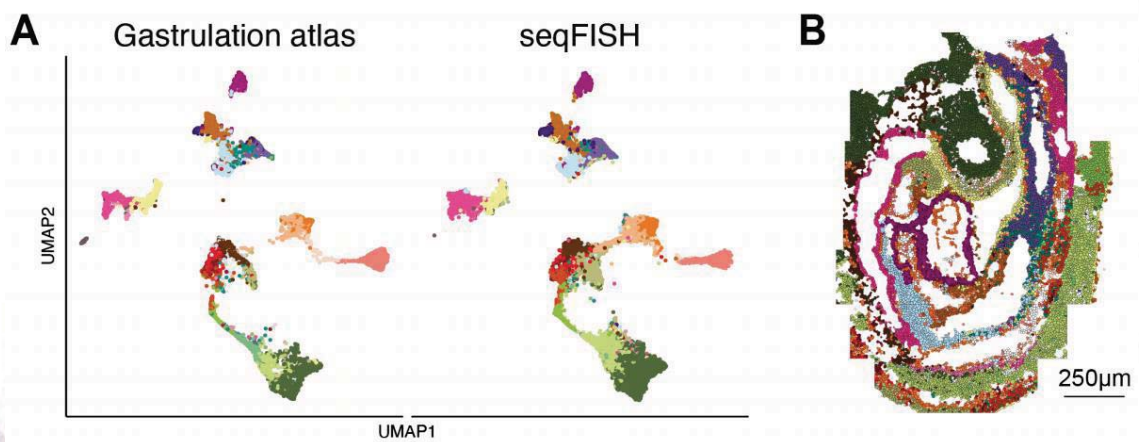 A
Gastrulation atlas
seqFISH
B
UMAP2
250μm
UMAP1